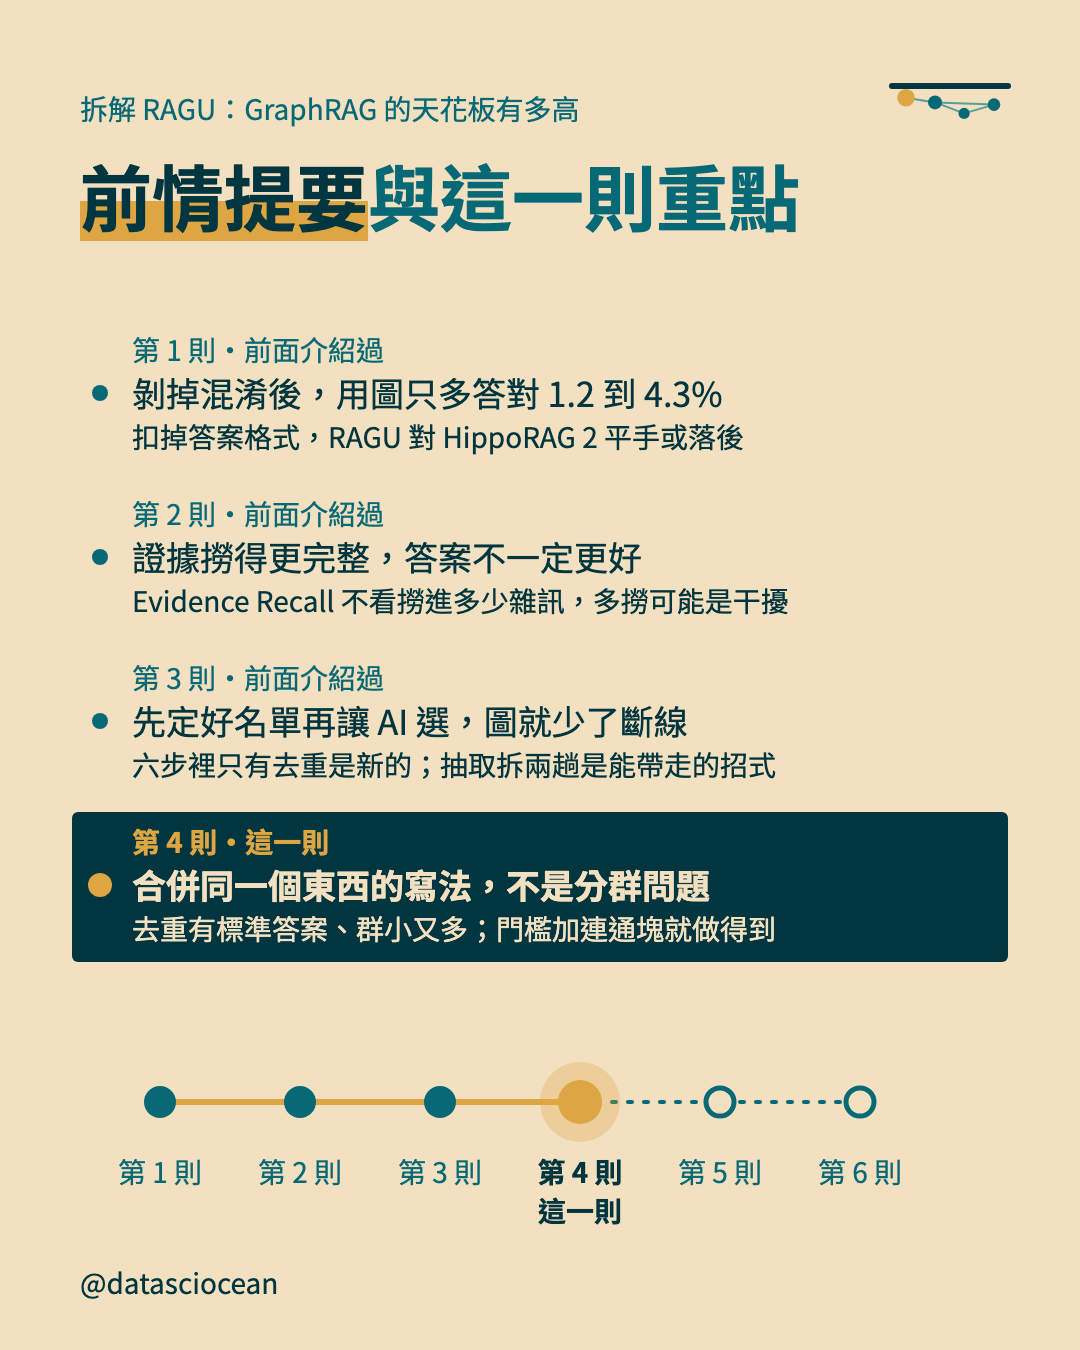 拆解 RAGU：GraphRAG 的天花板有多高
前情提要與這一則重點
第 1 則・前面介紹過
剝掉混淆後，用圖只多答對 1.2 到 4.3%
扣掉答案格式，RAGU 對 HippoRAG 2 平手或落後
第 2 則・前面介紹過
證據撈得更完整，答案不一定更好
Evidence Recall 不看撈進多少雜訊，多撈可能是干擾
第 3 則・前面介紹過
先定好名單再讓 AI 選，圖就少了斷線
六步裡只有去重是新的；抽取拆兩趟是能帶走的招式
第 4 則・這一則
合併同一個東西的寫法，不是分群問題
去重有標準答案、群小又多；門檻加連通塊就做得到
第 1 則
第 2 則
第 3 則
第 4 則
這一則
第 5 則
第 6 則
@datasciocean